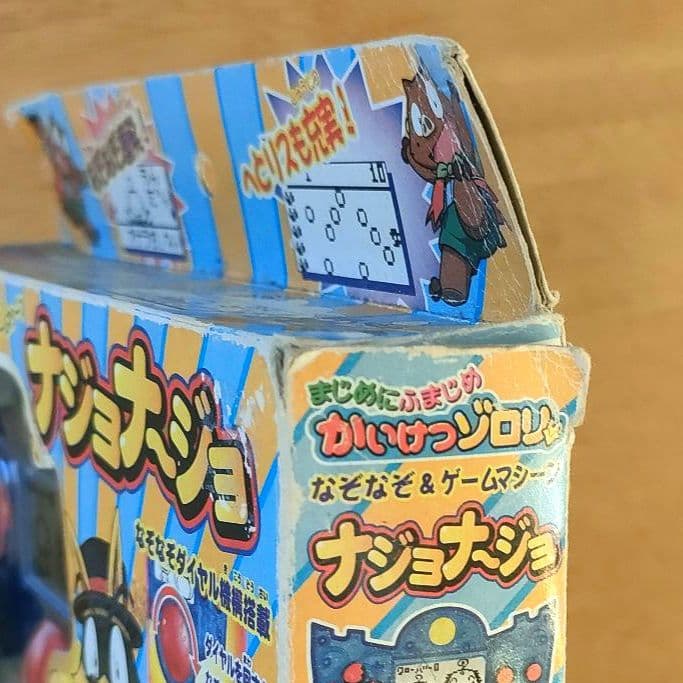 へとリスも充実!
10
ナジョナ〜ジョ
なぞなぞダイヤル機構搭載
まじめにふまじめ
かいけつゾロリ
なぞなぞ&ゲームマシーン
ナジョナ〜ジョ